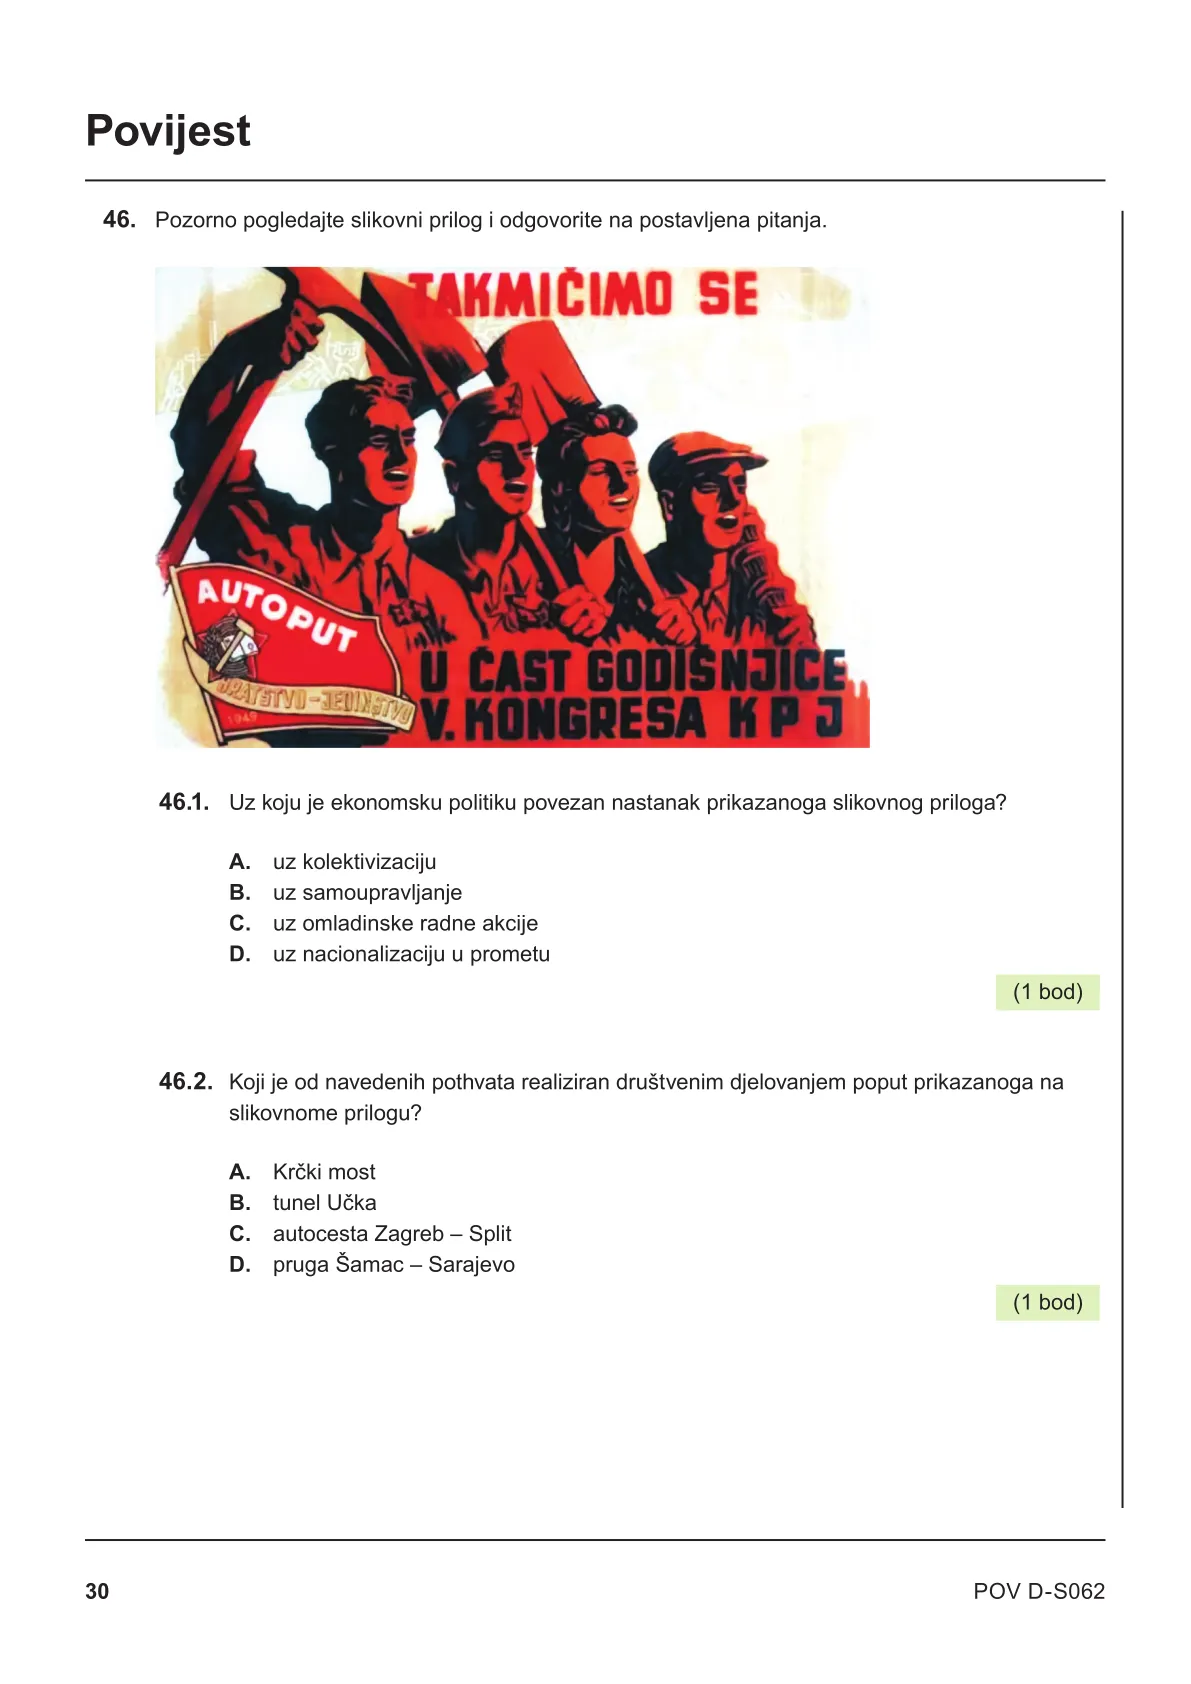 Povijest
46. Pozorno pogledajte slikovni prilog i odgovorite na postavljena pitanja.
TAKMIČIMO SE
AUTOPUT
BRATSTVO-JEDINSTVO
1949
U ČAST GODIŠNJICE
V. KONGRESA KPJ
46.1. Uz koju je ekonomsku politiku povezan nastanak prikazanoga slikovnog priloga?
A. uz kolektivizaciju
B. uz samoupravljanje
C. uz omladinske radne akcije
D. uz nacionalizaciju u prometu
(1 bod)
46.2. Koji je od navedenih pothvata realiziran društvenim djelovanjem poput prikazanoga na
slikovnome prilogu?
A. Krčki most
B. tunel Učka
C. autocesta Zagreb – Split
D. pruga Šamac – Sarajevo
(1 bod)
30
POV D-S062